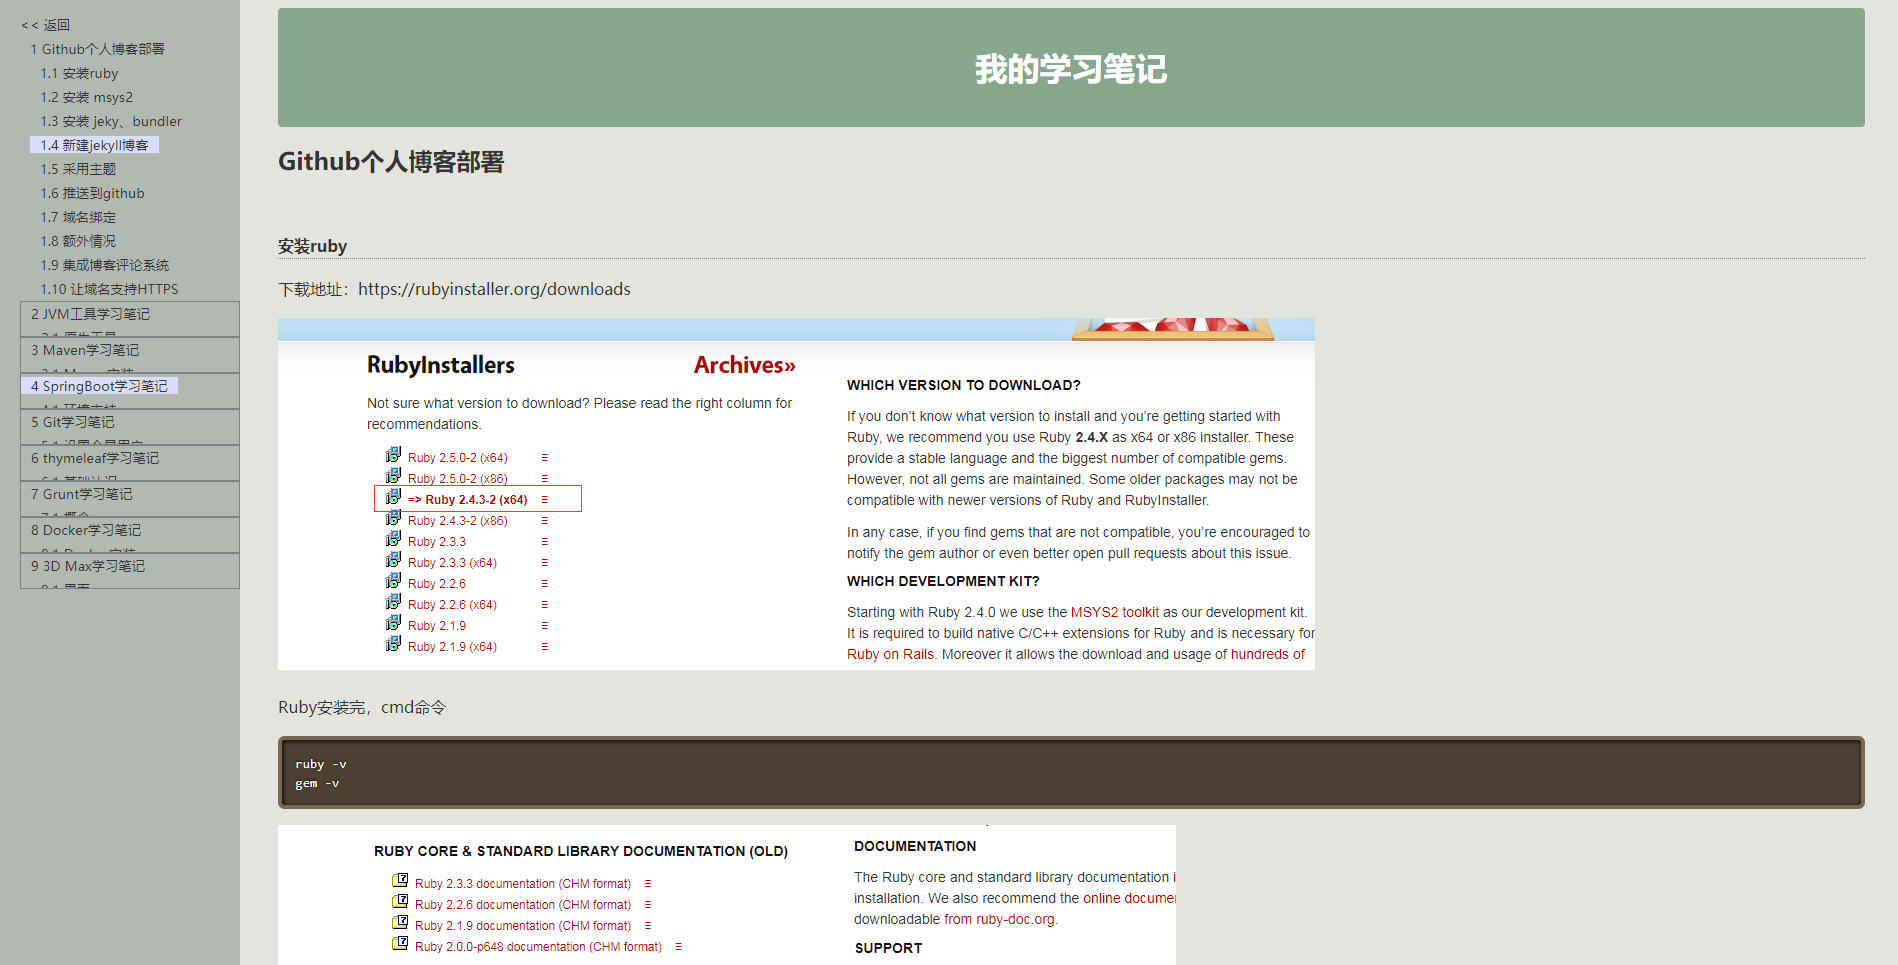 << 返回
1 Github个人博客部署
1.1 安装ruby
1.2 安装 msys2
1.3 安装 jeky、bundler
1.4 新建jekyll博客
1.5 采用主题
1.6 推送到github
1.7 域名绑定
1.8 额外情况
1.9 集成博客评论系统
1.10 让域名支持HTTPS
2 JVM工具学习笔记
3 Maven学习笔记
4 SpringBoot学习笔记
5 Git学习笔记
6 thymeleaf学习笔记
7 Grunt学习笔记
8 Docker学习笔记
9 3D Max学习笔记
我的学习笔记
Github个人博客部署
安装ruby
下载地址：https://rubyinstaller.org/downloads
RubyInstallers
Archives»
Not sure what version to download? Please read the right column for
recommendations.
Ruby 2.5.0-2 (x64)
Ruby 2.5.0-2 (x86)
=> Ruby 2.4.3-2 (x64)
Ruby 2.4.3-2 (x86)
Ruby 2.3.3
Ruby 2.3.3 (x64)
Ruby 2.2.6
Ruby 2.2.6 (x64)
Ruby 2.1.9
Ruby 2.1.9 (x64)
WHICH VERSION TO DOWNLOAD?
If you don’t know what version to install and you’re getting started with
Ruby, we recommend you use Ruby 2.4.X as x64 or x86 installer. These
provide a stable language and the biggest number of compatible gems.
However, not all gems are maintained. Some older packages may not be
compatible with newer versions of Ruby and RubyInstaller.
In any case, if you find gems that are not compatible, you’re encouraged to
notify the gem author or even better open pull requests about this issue.
WHICH DEVELOPMENT KIT?
Starting with Ruby 2.4.0 we use the MSYS2 toolkit as our development kit.
It is required to build native C/C++ extensions for Ruby and is necessary for
Ruby on Rails. Moreover it allows the download and usage of hundreds of
Ruby安装完，cmd命令
ruby -v
gem -v
RUBY CORE & STANDARD LIBRARY DOCUMENTATION (OLD)
Ruby 2.3.3 documentation (CHM format)
Ruby 2.2.6 documentation (CHM format)
Ruby 2.1.9 documentation (CHM format)
Ruby 2.0.0-p648 documentation (CHM format)
DOCUMENTATION
The Ruby core and standard library documentation
installation. We also recommend the online
downloadable from ruby-doc.org.
SUPPORT